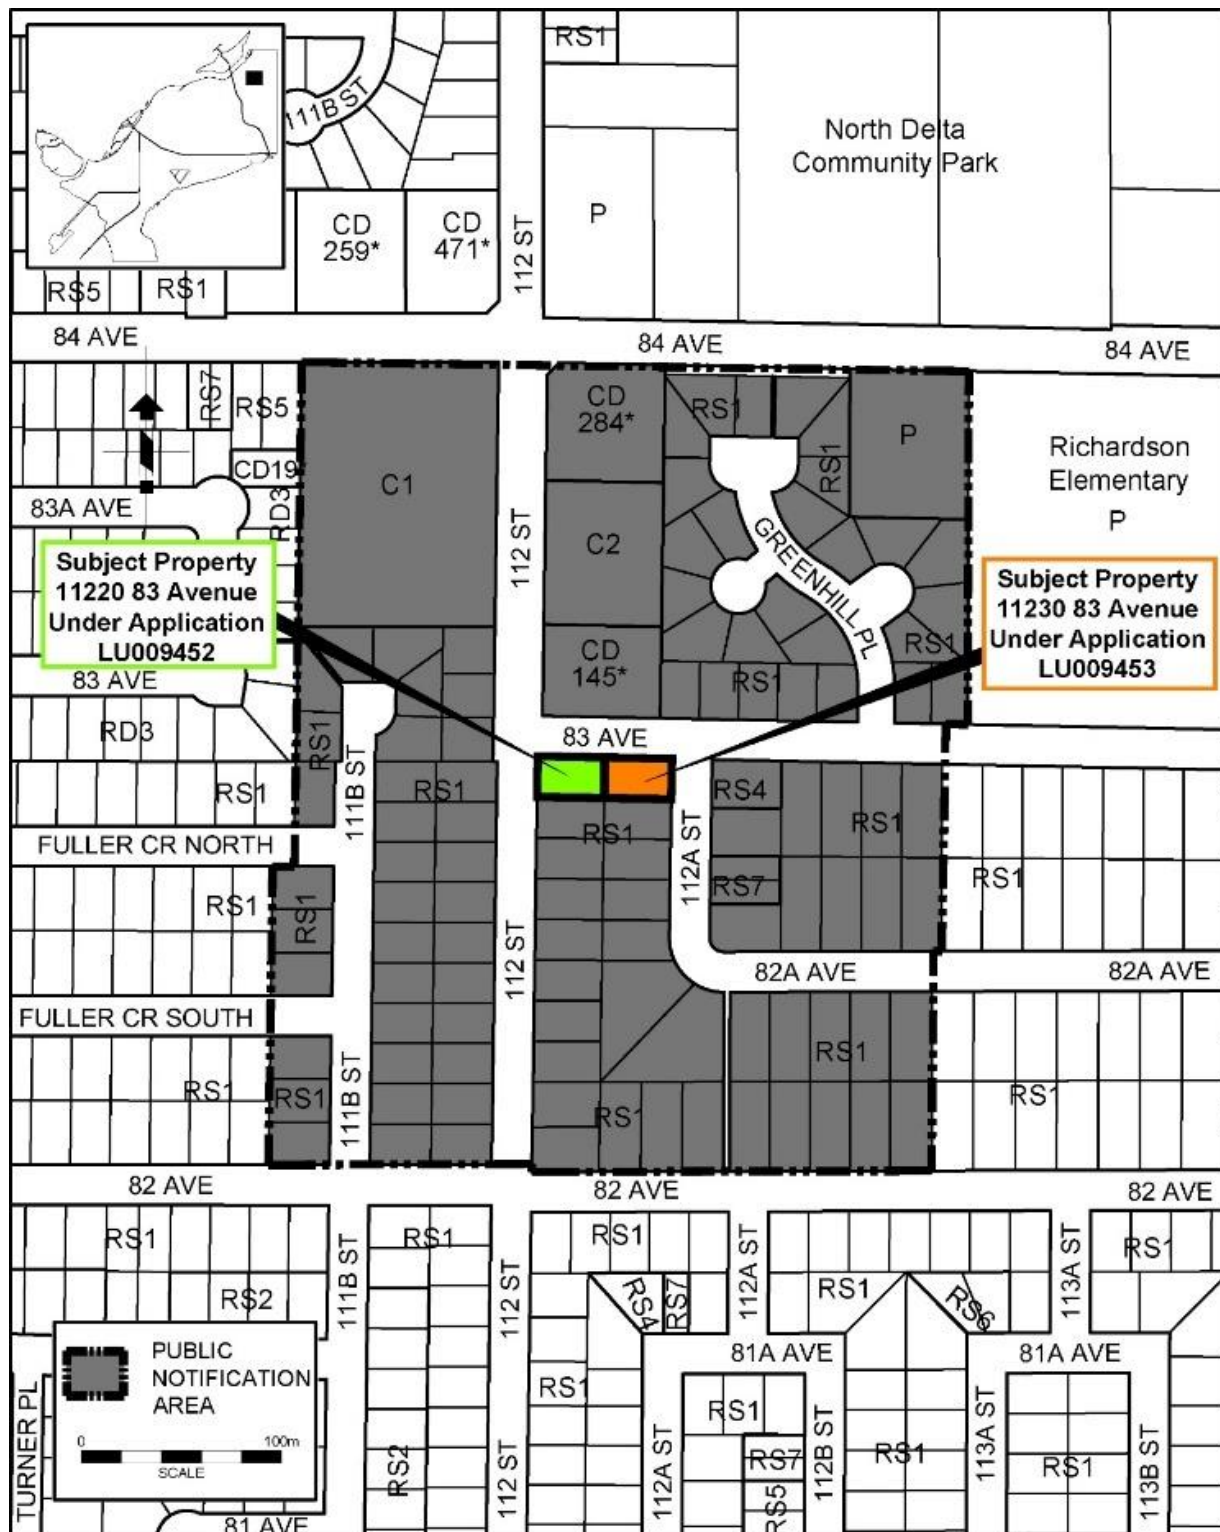 RS1
111B ST
North Delta
Community Park
P
CD
259*
CD
471*
112 ST
RS5
RS1
84 AVE
84 AVE
84 AVE
RS7
RS5
CD
284*
RS1
P
Richardson
Elementary
P
C1
RS1
CD19
83A AVE
RD3
112 ST
C2
GREENHILL PL
Subject Property
11220 83 Avenue
Under Application
LU009452
Subject Property
11230 83 Avenue
Under Application
LU009453
CD
145*
RS1
RS1
83 AVE
RD3
RS1
83 AVE
RS1
111B ST
RS1
RS4
RS1
RS1
112A ST
FULLER CR NORTH
RS7
RS1
RS1
RS1
112 ST
82A AVE
82A AVE
FULLER CR SOUTH
RS1
RS1
RS1
111B ST
RS1
RS1
82 AVE
82 AVE
82 AVE
RS1
111B ST
RS1
112 ST
RS1
112A ST
113A ST
RS1
RS2
RS4
RS7
RS1
RS6
PUBLIC
NOTIFICATION
AREA
0 100m
SCALE
81A AVE
81A AVE
TURNER PL
RS1
RS1
112B ST
113A ST
113B ST
RS2
112 ST
112A ST
RS7
RS1
RS1
RS5
81 AVE